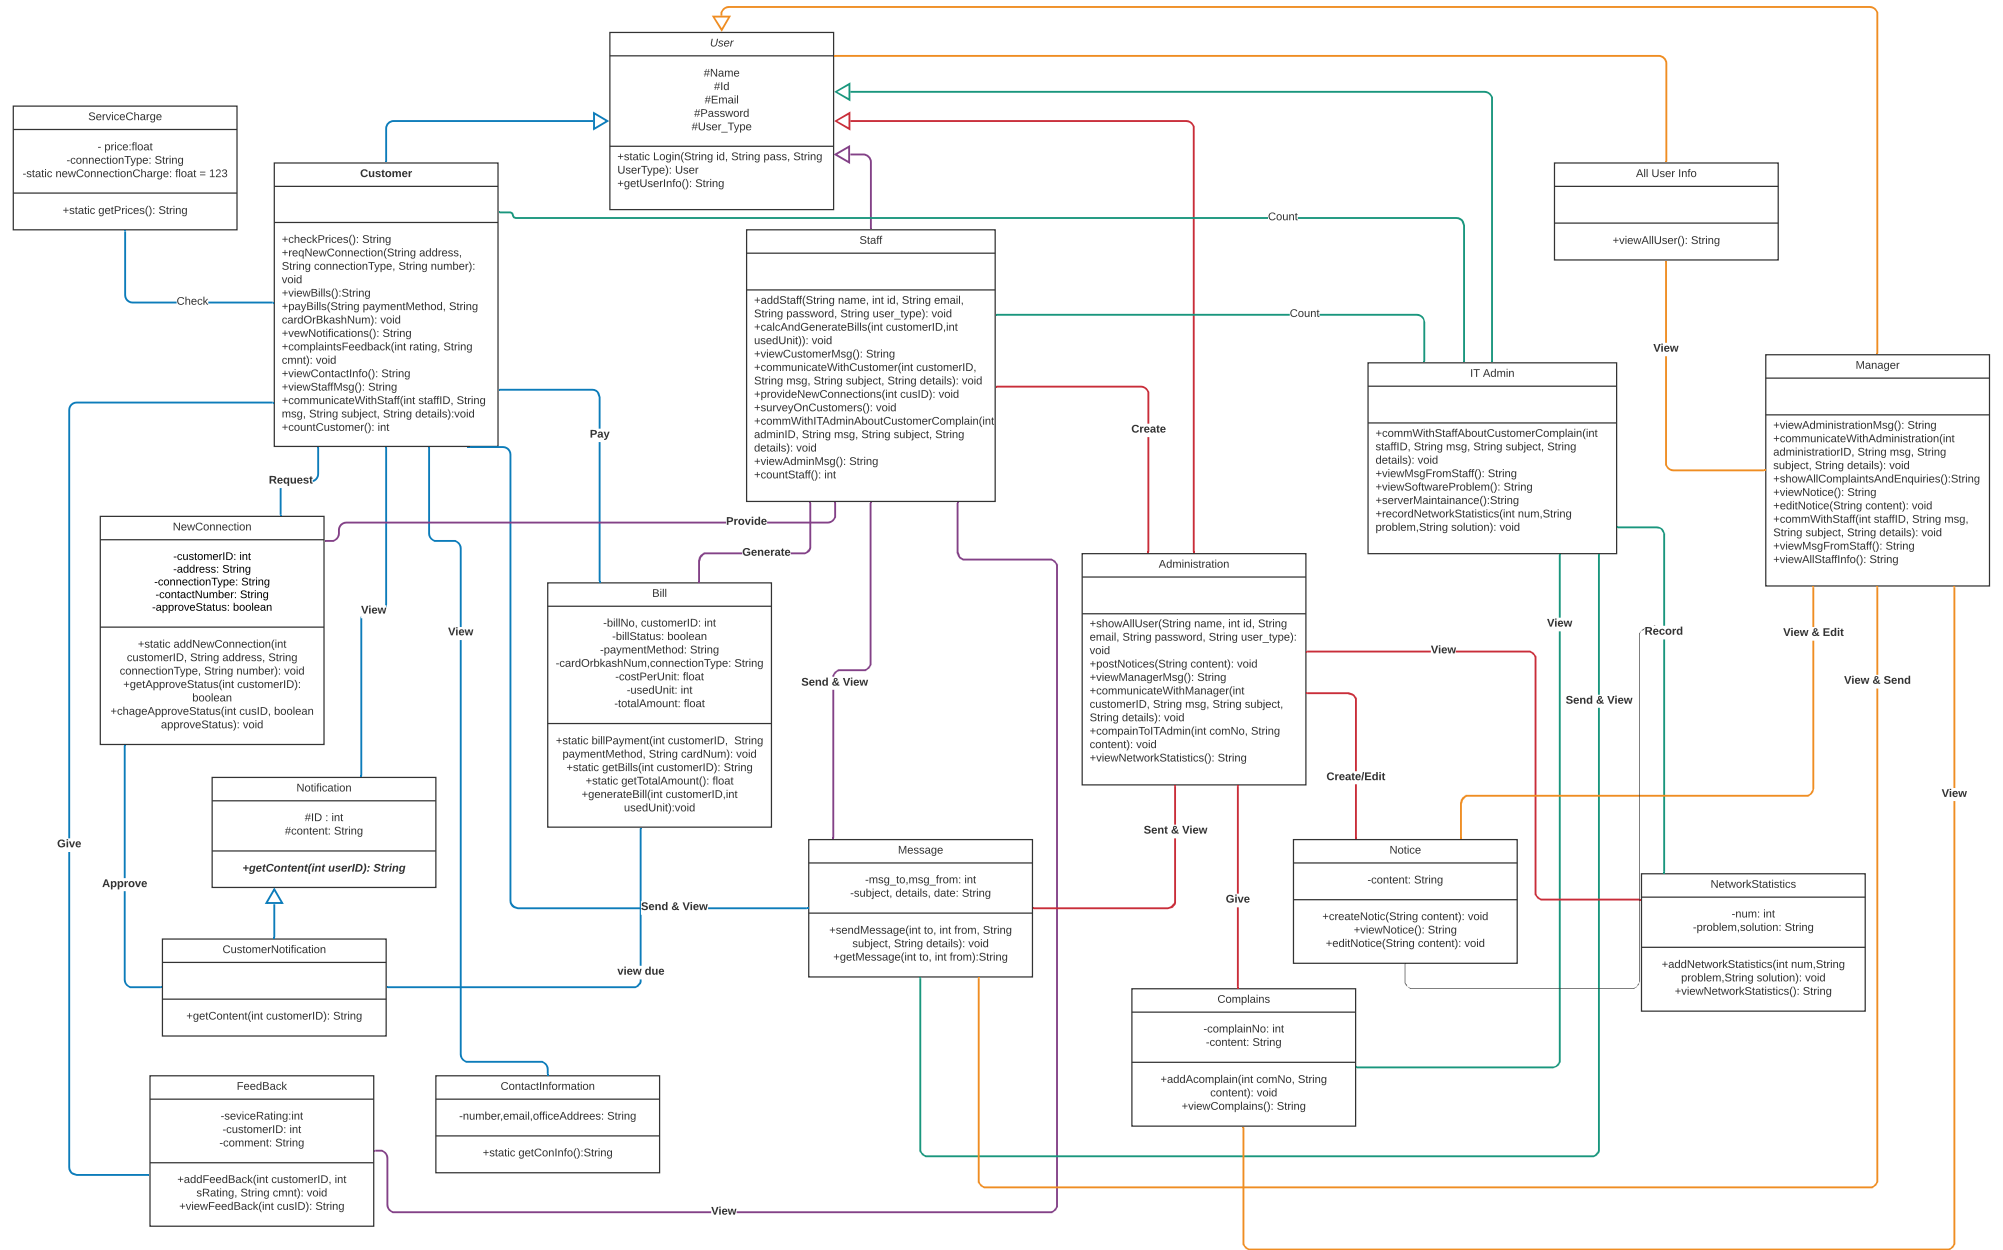 User
#Name
#Id
#Email
#Password
#User_Type
+static Login(String id, String pass, String
UserType): User
+getUserInfo(): String
ServiceCharge
- price:float
-connectionType: String
-static newConnectionCharge: float = 123
+static getPrices(): String
Check
Customer
+checkPrices(): String
+reqNewConnection(String address,
String connectionType, String number):
void
+viewBills():String
+payBills(String paymentMethod, String
cardOrBkashNum): void
+vewNotifications(): String
+complaintsFeedback(int rating, String
cmnt): void
+viewContactInfo(): String
+viewStaffMsg(): String
+communicateWithStaff(int staffID, String
msg, String subject, String details):void
+countCustomer(): int
Staff
+addStaff(String name, int id, String email,
String password, String user_type): void
+calcAndGenerateBills(int customerID,int
usedUnit)): void
+viewCustomerMsg(): String
+communicateWithCustomer(int customerID,
String msg, String subject, String details): void
+provideNewConnections(int cusID): void
+surveyOnCustomers(): void
+commWithITAdminAboutCustomerComplain(int
adminID, String msg, String subject, String
details): void
+viewAdminMsg(): String
+countStaff(): int
Count
Count
All User Info
+viewAllUser(): String
View
IT Admin
+commWithStaffAboutCustomerComplain(int
staffID, String msg, String subject, String
details): void
+viewMsgFromStaff(): String
+viewSoftwareProblem(): String
+serverMaintainance():String
+recordNetworkStatistics(int num,String
problem,String solution): void
Manager
+viewAdministrationMsg(): String
+communicateWithAdministration(int
administratiorID, String msg, String
subject, String details): void
+showAllComplaintsAndEnquiries():String
+viewNotice(): String
+editNotice(String content): void
+commWithStaff(int staffID, String msg,
String subject, String details): void
+viewMsgFromStaff(): String
+viewAllStaffInfo(): String
Pay
Create
Request
Provide
Generate
NewConnection
-customerID: int
-address: String
-connectionType: String
-contactNumber: String
-approveStatus: boolean
+static addNewConnection(int
customerID, String address, String
connectionType, String number): void
+getApproveStatus(int customerID):
boolean
+chageApproveStatus(int cusID, boolean
approveStatus): void
View
View
Bill
-billNo, customerID: int
-billStatus: boolean
-paymentMethod: String
-cardOrbkashNum,connectionType: String
-costPerUnit: float
-usedUnit: int
-totalAmount: float
+static billPayment(int customerID,  String
paymentMethod, String cardNum): void
+static getBills(int customerID): String
+static getTotalAmount(): float
+generateBill(int customerID,int
usedUnit):void
Send & View
Administration
+showAllUser(String name, int id, String
email, String password, String user_type):
void
+postNotices(String content): void
+viewManagerMsg(): String
+communicateWithManager(int
customerID, String msg, String subject,
String details): void
+compainToITAdmin(int comNo, String
content): void
+viewNetworkStatistics(): String
View
View
Record
View & Edit
Send & View
View & Send
Create/Edit
View
Notification
#ID : int
#content: String
+getContent(int userID): String
Give
Approve
Sent & View
Give
Send & View
view due
CustomerNotification
+getContent(int customerID): String
Message
-msg_to,msg_from: int
-subject, details, date: String
+sendMessage(int to, int from, String
subject, String details): void
+getMessage(int to, int from):String
Notice
-content: String
+createNotic(String content): void
+viewNotice(): String
+editNotice(String content): void
NetworkStatistics
-num: int
-problem,solution: String
+addNetworkStatistics(int num,String
problem,String solution): void
+viewNetworkStatistics(): String
Complains
-complainNo: int
-content: String
+addAcomplain(int comNo, String
content): void
+viewComplains(): String
FeedBack
-seviceRating:int
-customerID: int
-comment: String
+addFeedBack(int customerID, int
sRating, String cmnt): void
+viewFeedBack(int cusID): String
ContactInformation
-number,email,officeAddrees: String
+static getConInfo():String
View